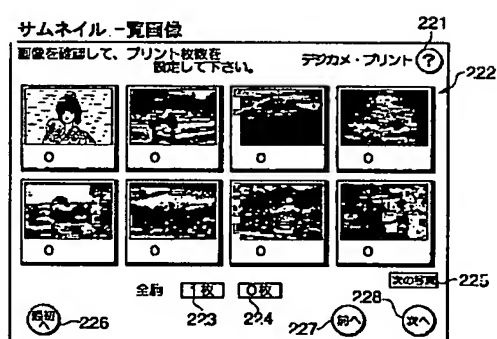 サムネイル.一覧画像
221
画像を確認して、プリント枚数を
設定して下さい。
デジカメ・プリント ?
222
0 0 0 0
0 0 0 0
次の写真 225
全駒 1枚 0枚
223 224
最初へ 226
227 前へ
228 次へ